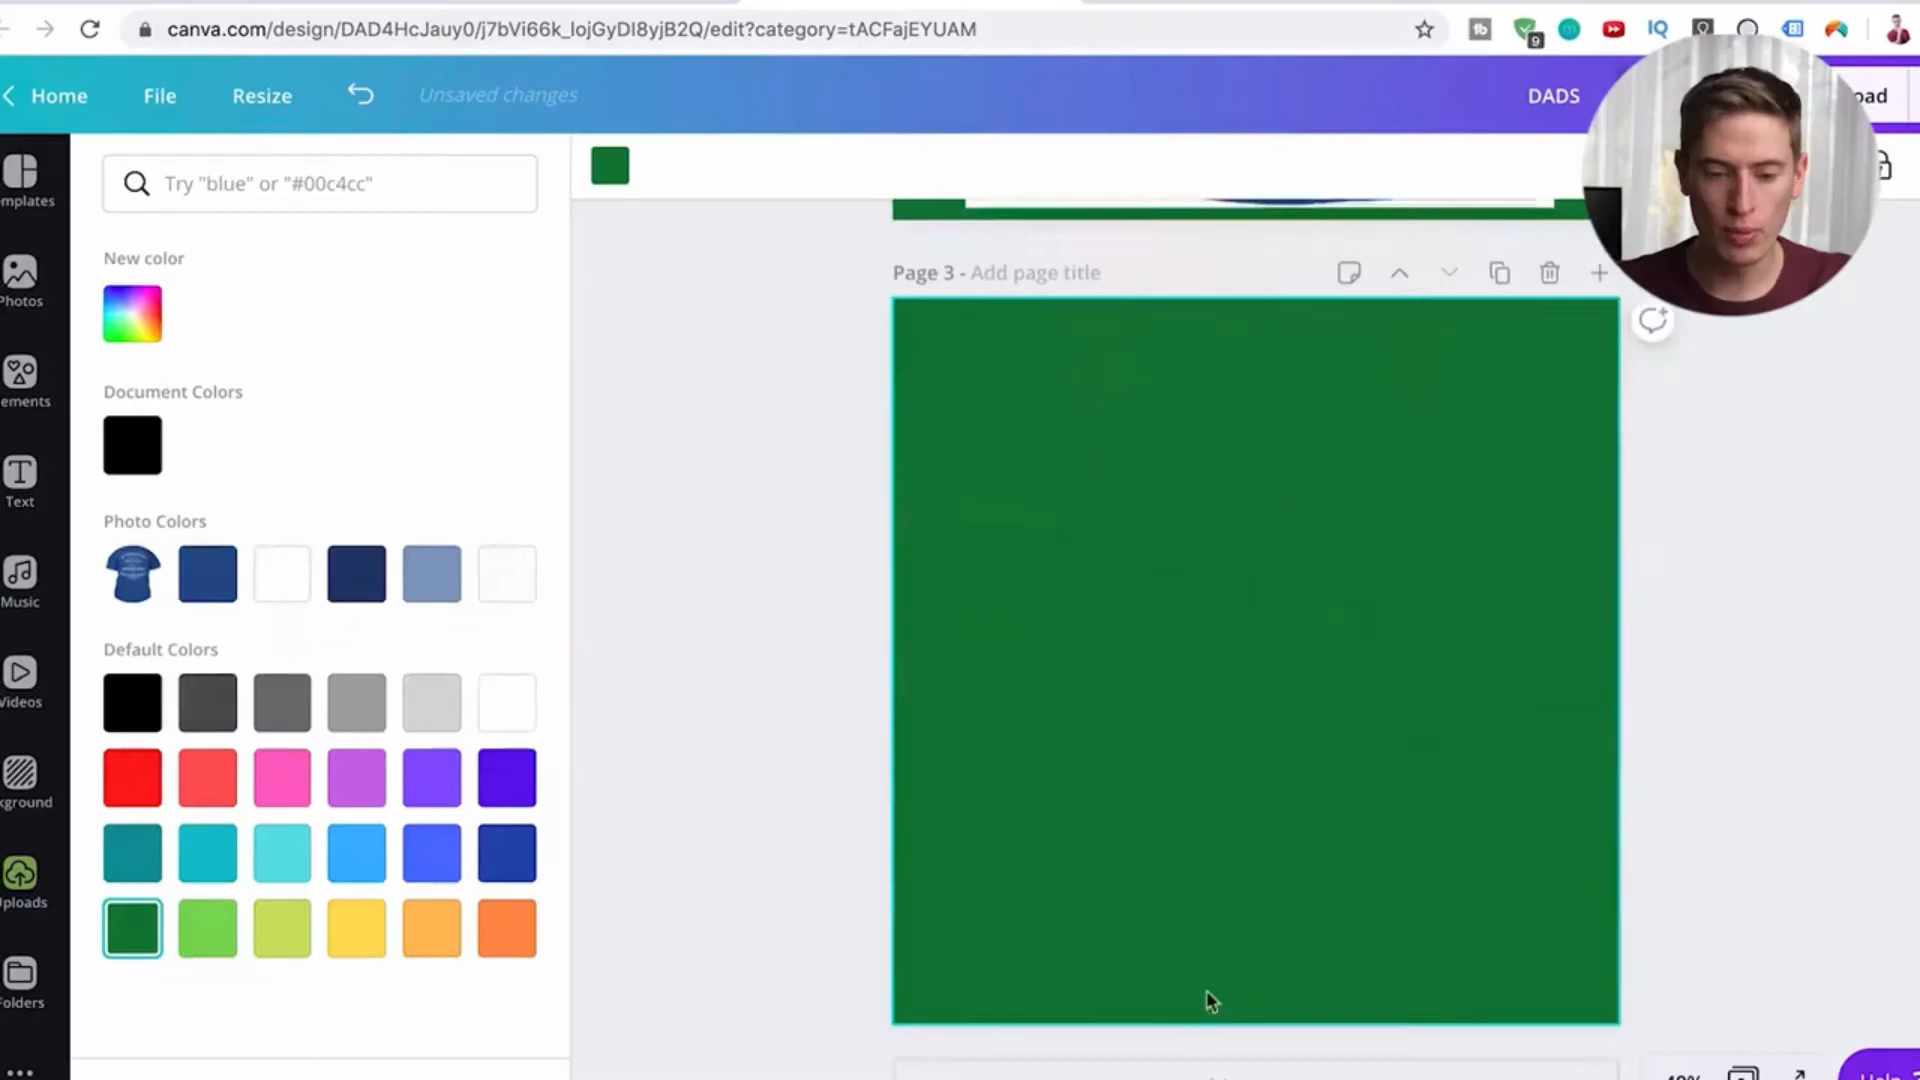 canva.com/design/DAD4HcJauy0/j7bVi66k_lojGyDI8yjB2Q/edit?category=tACFajEYUAM
9
Home
File
Resize
Unsaved changes
DADS
oad
mplates
Photos
ements
Text
Music
Videos
kground
Uploads
Folders
Try "blue" or "#00c4cc"
New color
Document Colors
Photo Colors
Default Colors
Page 3 - Add page title